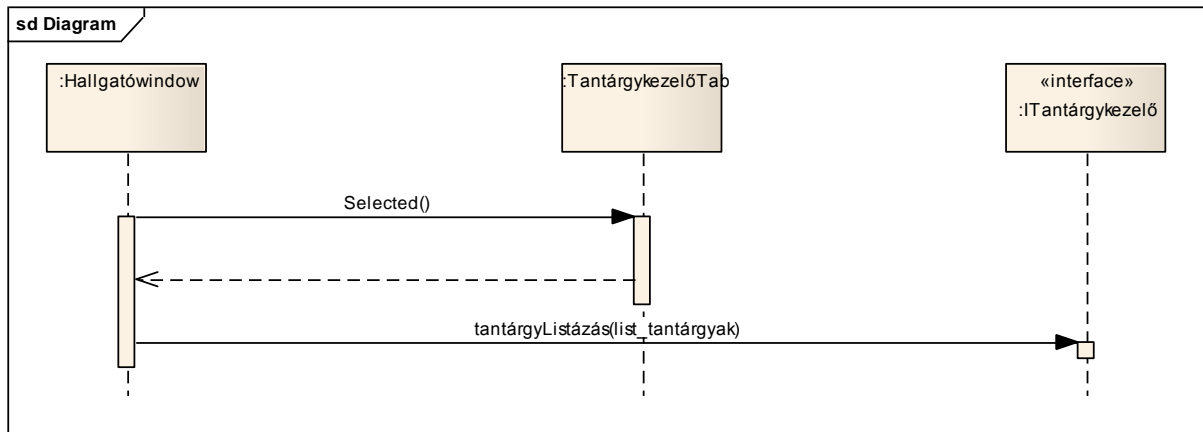 sd Diagram
:Hallgatówindow
:TantárgykezelőTab
«interface»
:ITantárgykezelő
Selected()
tantárgyListázás(list_tantárgyak)